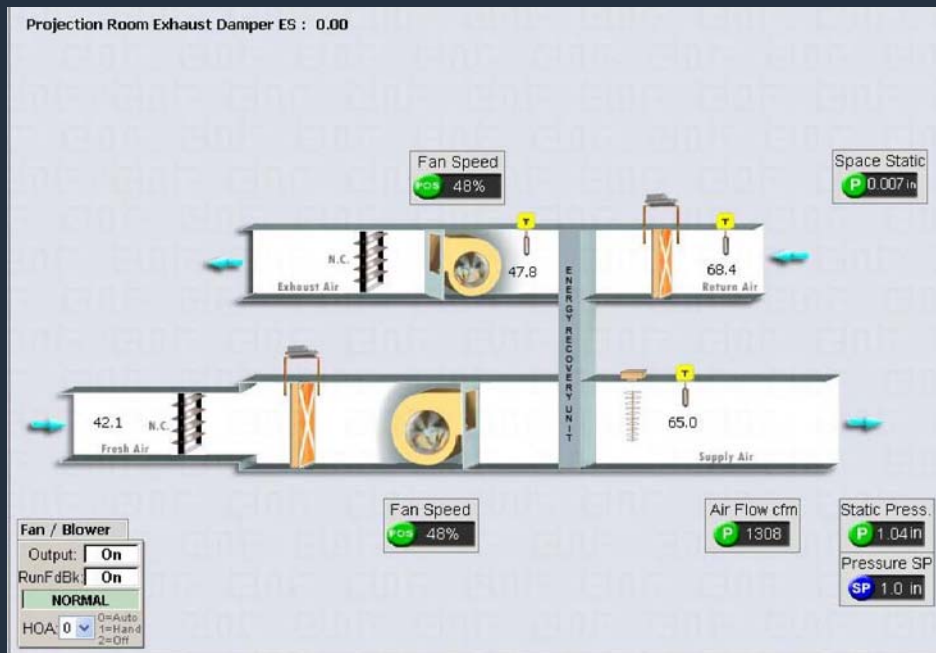 Projection Room Exhaust Damper ES : 0.00
Fan Speed
POS 48%
Space Static
P 0.007 in
T
T
N.C.
47.8
68.4
Exhaust Air
Return Air
ENERGY RECOVERY UNIT
T
42.1
N.C.
65.0
Fresh Air
Supply Air
Fan Speed
POS 48%
Air Flow cfm
P 1308
Static Press.
P 1.04 in
Pressure SP
SP 1.0 in
Fan / Blower
Output: On
RunFdBk: On
NORMAL
HOA: 0
0=Auto
1=Hand
2=Off